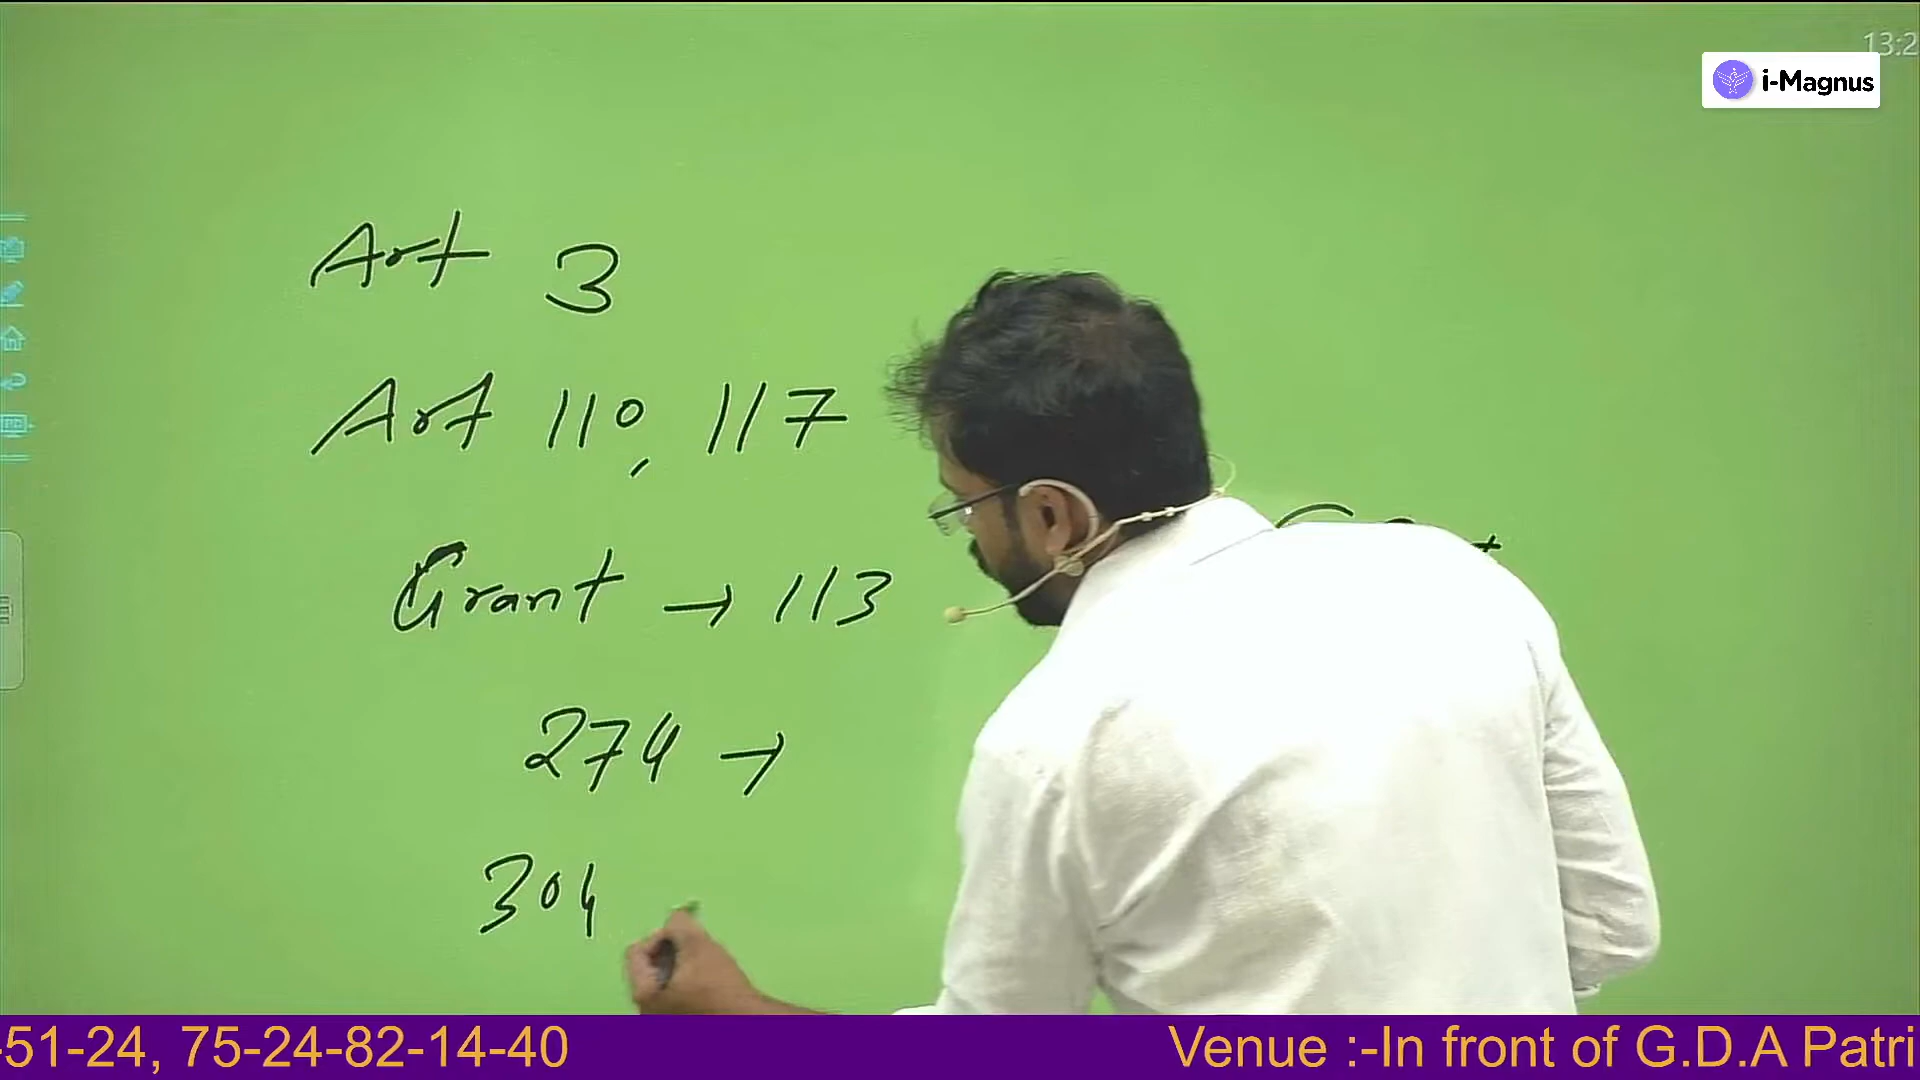 13:2
i-Magnus
Art 3
Art 110, 117
Grant → 113
274 →
304
-51-24, 75-24-82-14-40
Venue :-In front of G.D.A Patri